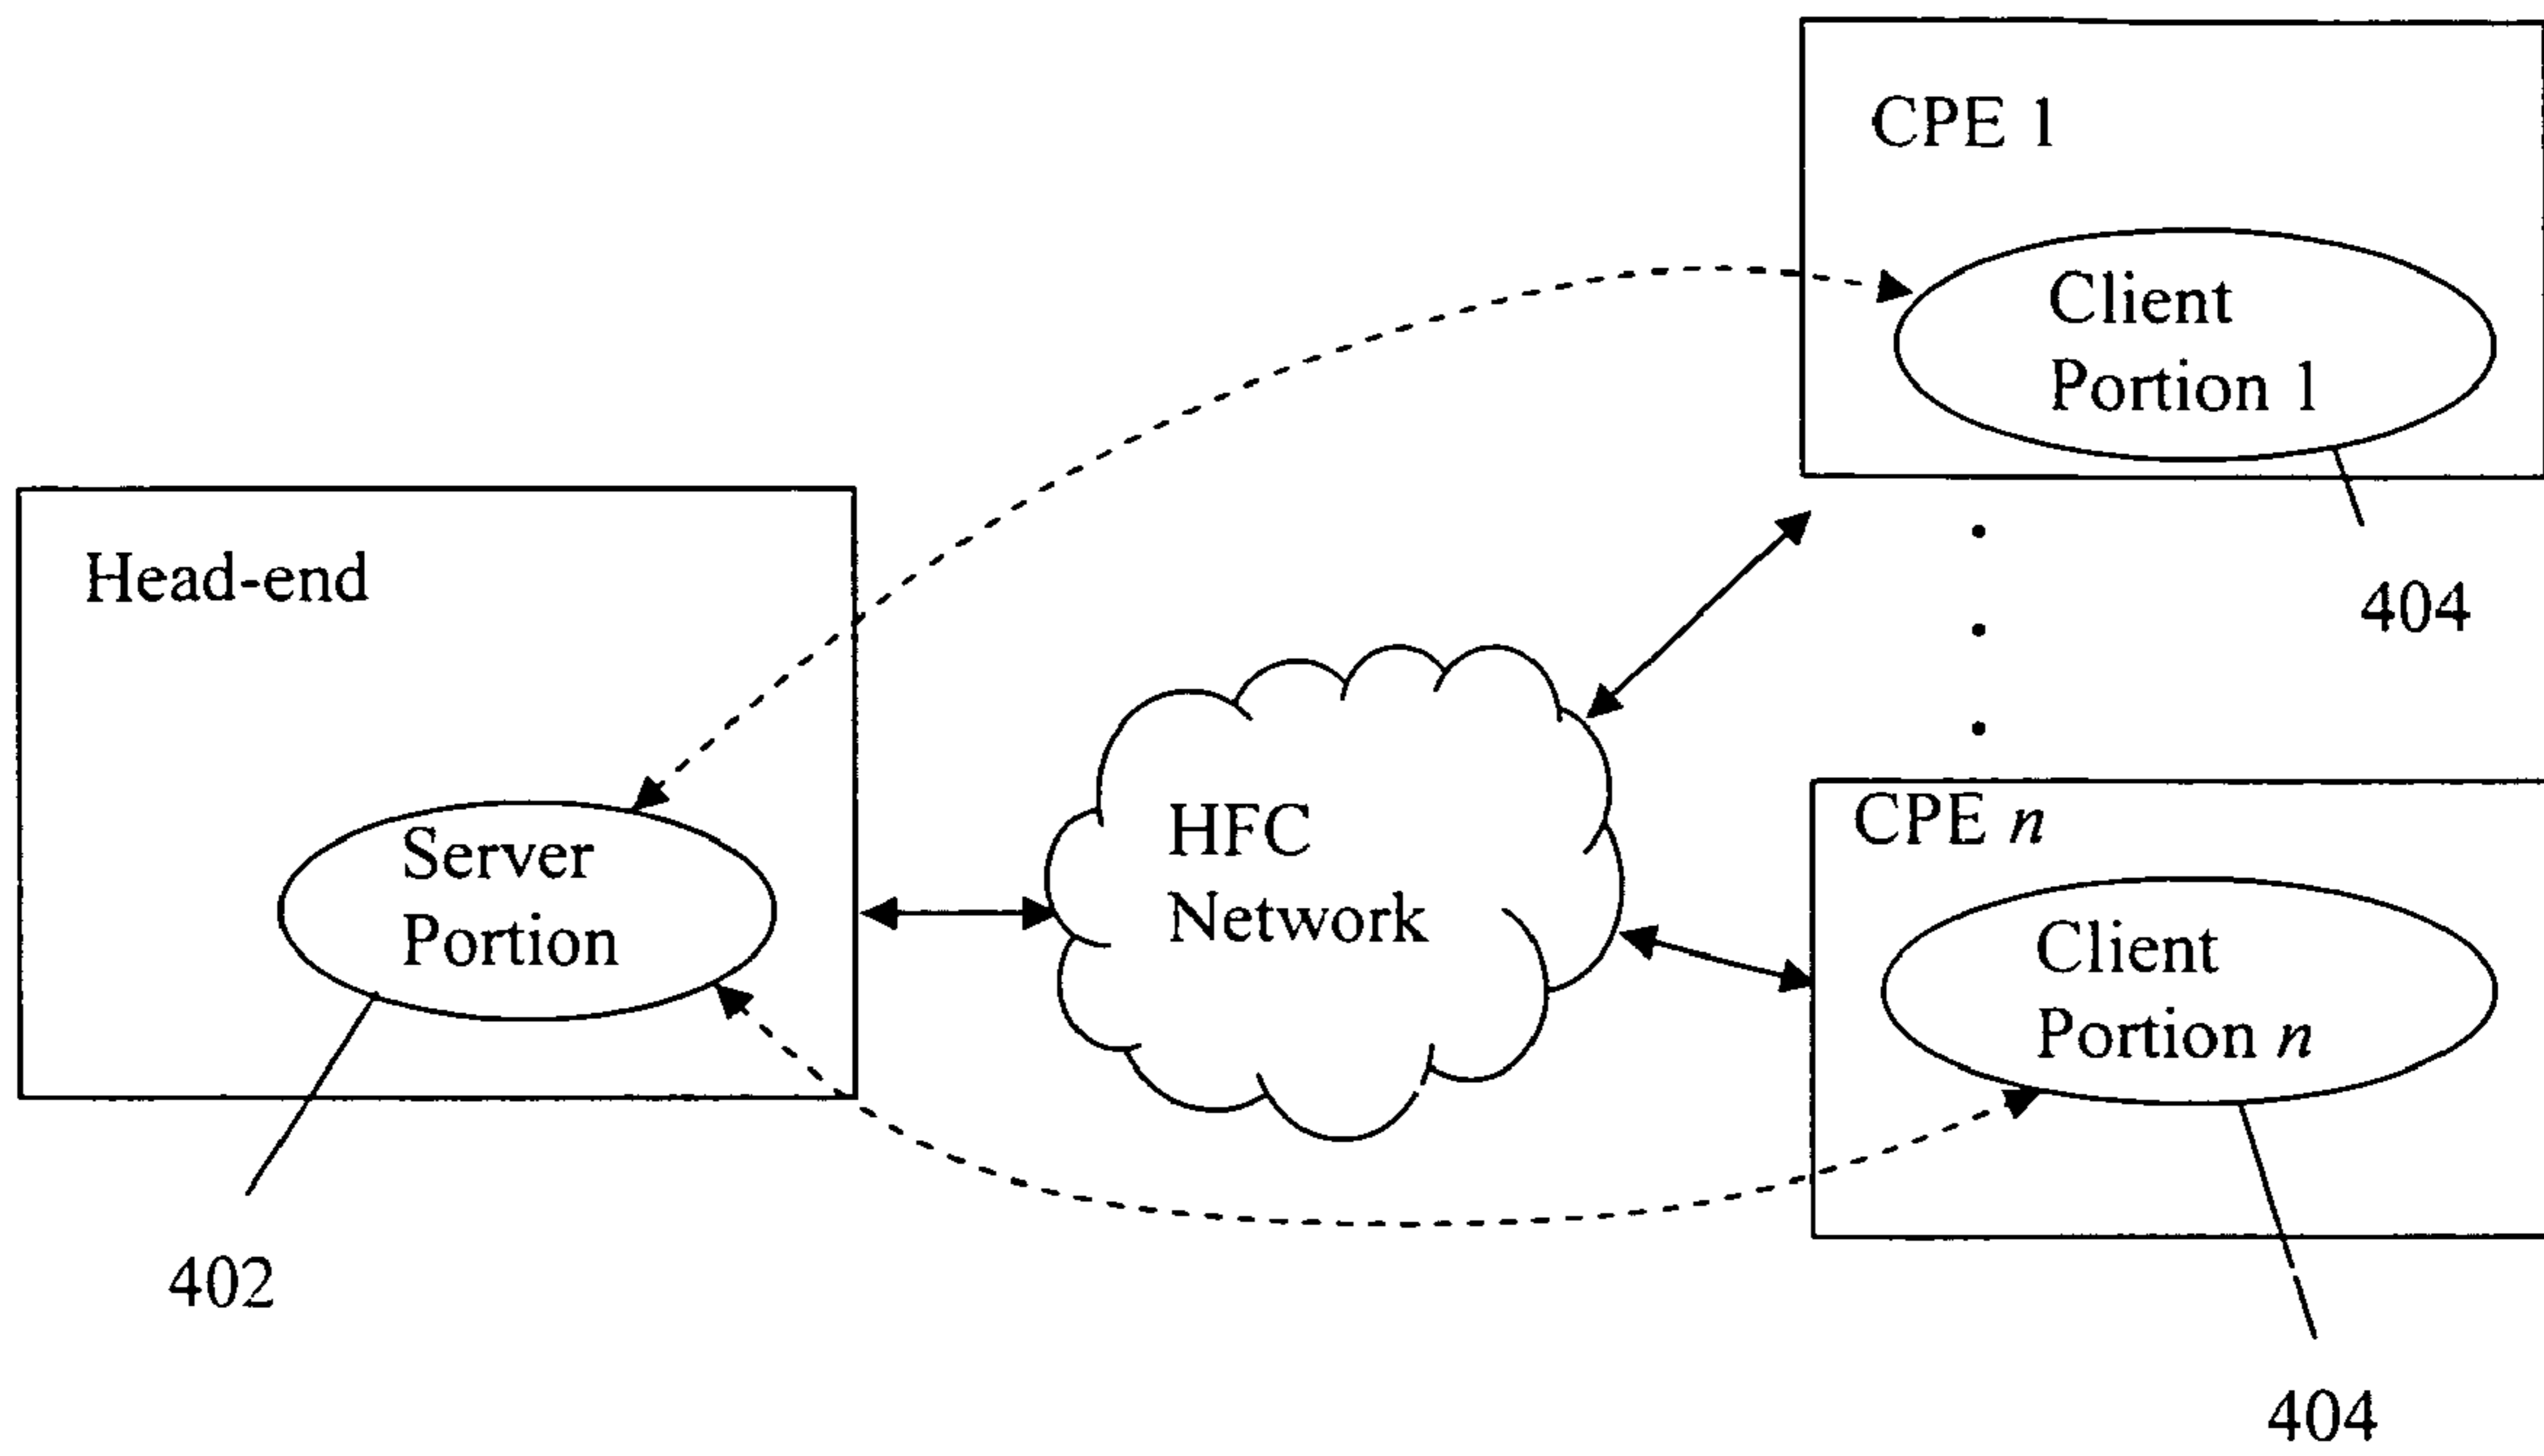 CPE 1
Client
Portion 1
404
Head-end
Server
Portion
402
HFC
Network
CPE n
Client
Portion n
404